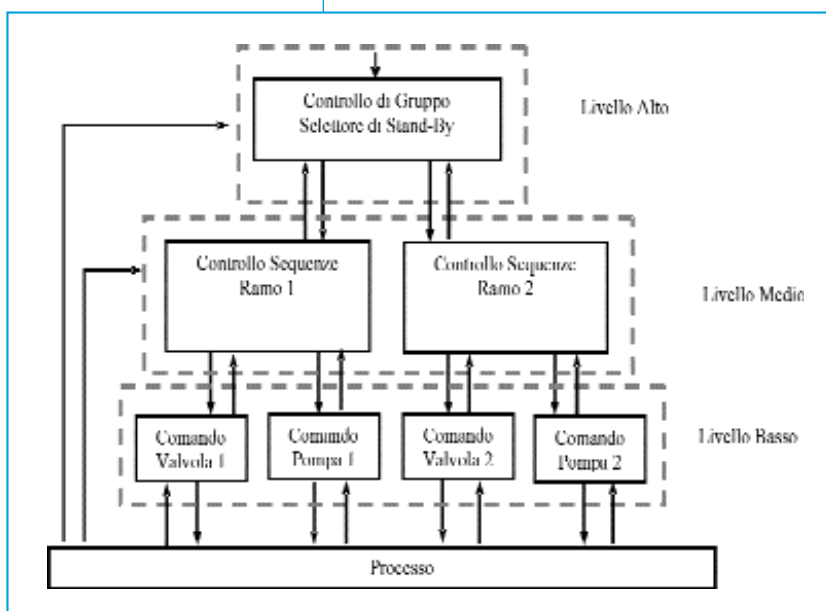 Controllo di Gruppo
Selettore di Stand-By
Livello Alto
Controllo Sequenze
Ramo 1
Controllo Sequenze
Ramo 2
Livello Medio
Comando
Valvola 1
Comando
Pompa 1
Comando
Valvola 2
Comando
Pompa 2
Livello Basso
Processo